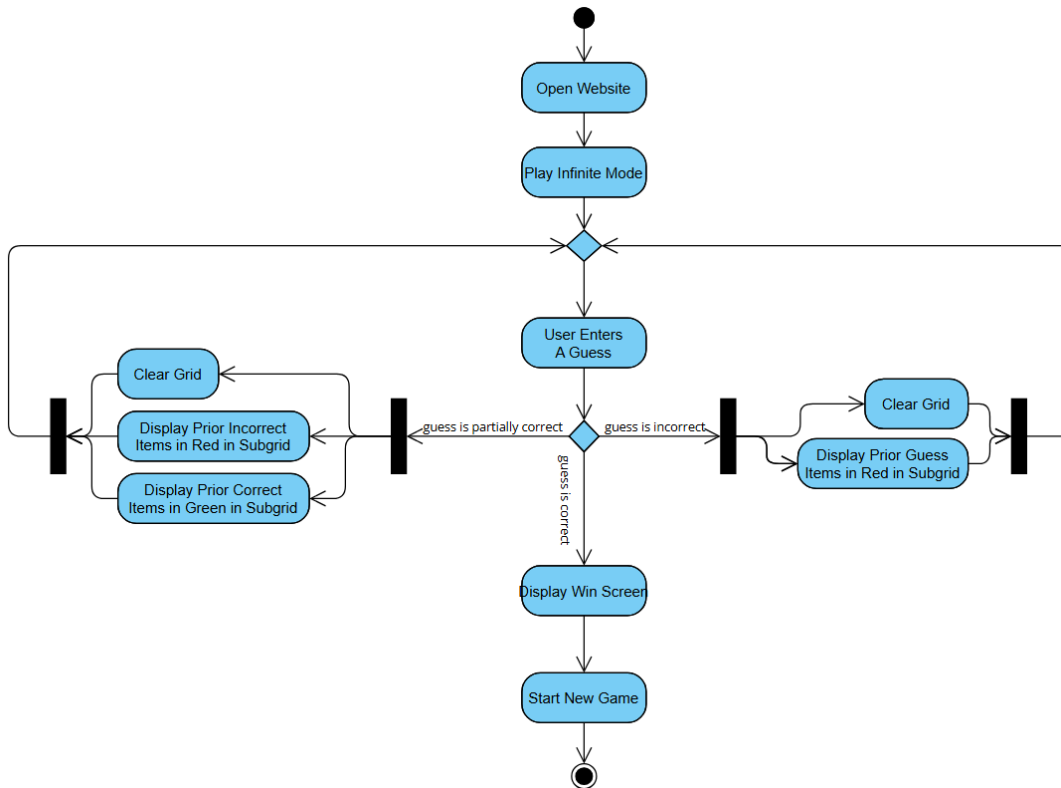 Open Website
Play Infinite Mode
User Enters
A Guess
Clear Grid
Display Prior Incorrect
Items in Red in Subgrid
Display Prior Correct
Items in Green in Subgrid
guess is partially correct
guess is incorrect
guess is correct
Clear Grid
Display Prior Guess
Items in Red in Subgrid
Display Win Screen
Start New Game